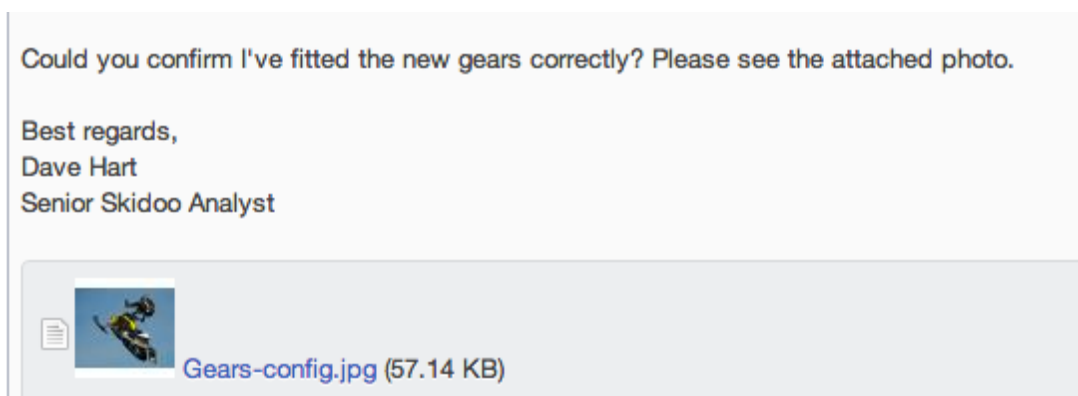 Could you confirm I've fitted the new gears correctly? Please see the attached photo.
Best regards,
Dave Hart
Senior Skidoo Analyst
Gears-config.jpg (57.14 KB)